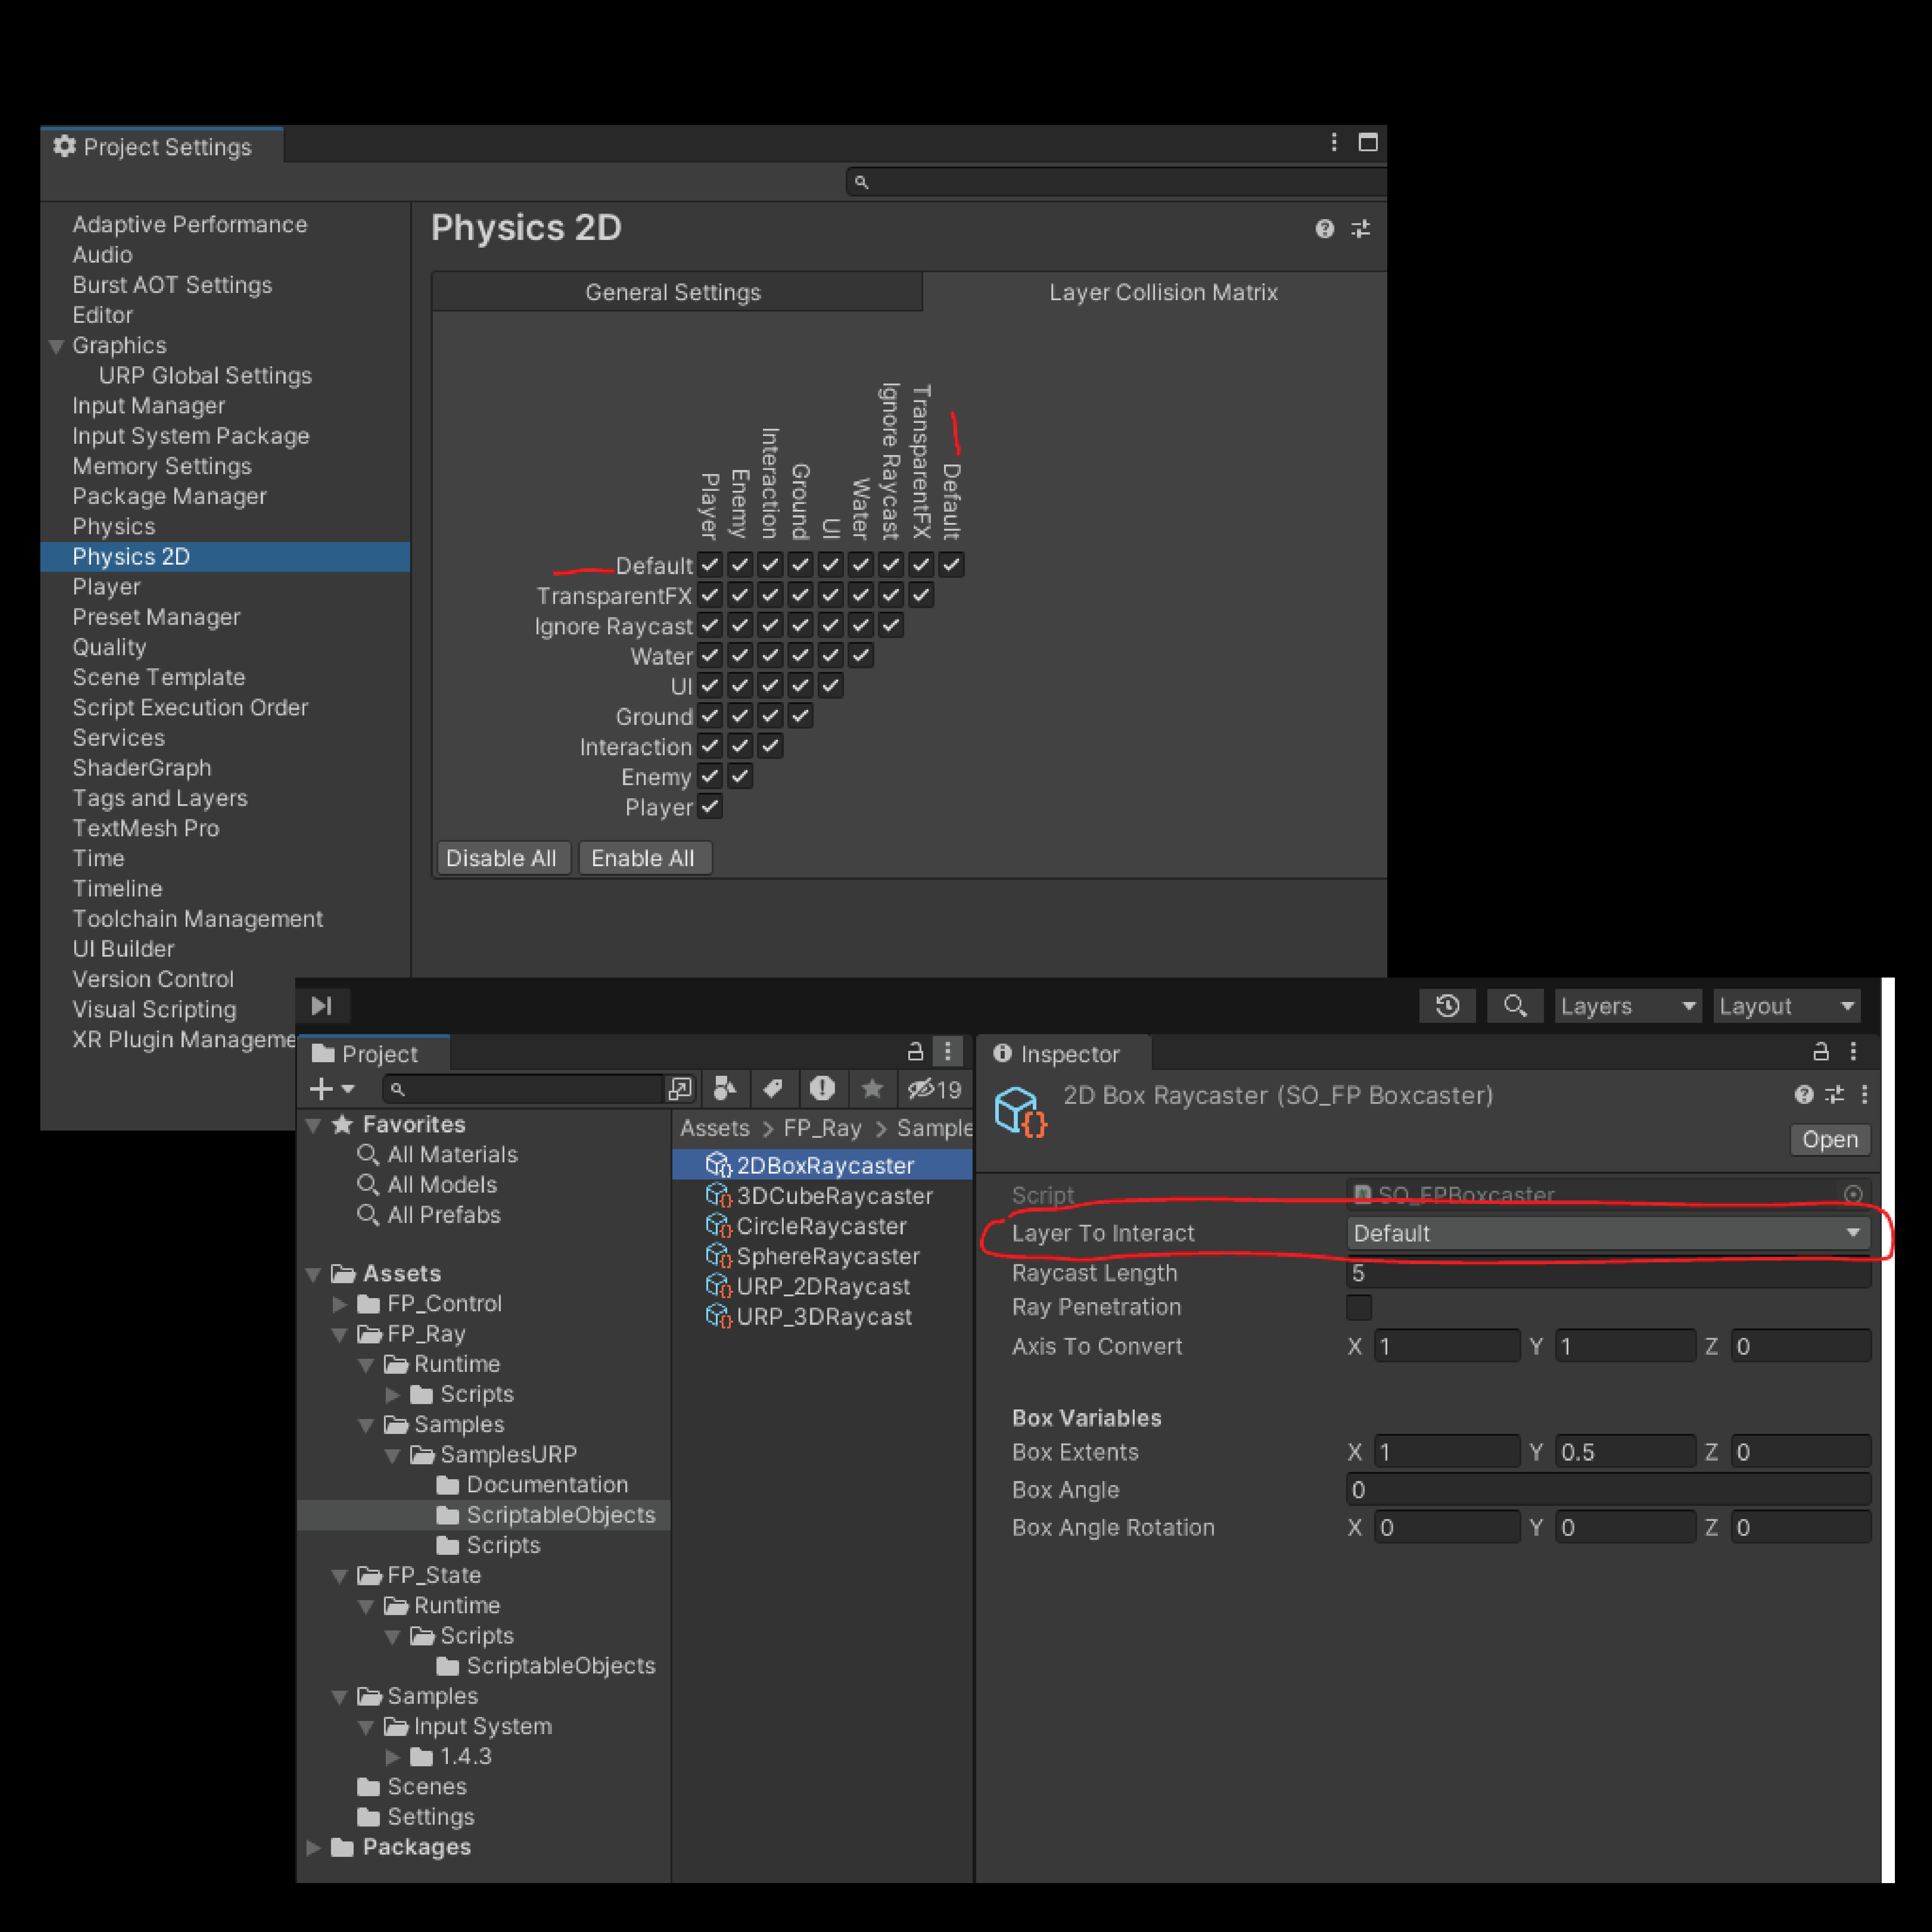 Project Settings
Adaptive Performance
Audio
Burst AOT Settings
Editor
Graphics
URP Global Settings
Input Manager
Input System Package
Memory Settings
Package Manager
Physics
Physics 2D
Player
Preset Manager
Quality
Scene Template
Script Execution Order
Services
ShaderGraph
Tags and Layers
TextMesh Pro
Time
Timeline
Toolchain Management
UI Builder
Version Control
Visual Scripting
XR Plugin Manageme
Physics 2D
General Settings
Layer Collision Matrix
Player
Enemy
Interaction
Ground
UI
Water
Ignore Raycast
TransparentFX
Default
Default
TransparentFX
Ignore Raycast
Water
UI
Ground
Interaction
Enemy
Player
Disable All
Enable All
Layers
Layout
Project
19
Favorites
All Materials
All Models
All Prefabs
Assets
FP_Control
FP_Ray
Runtime
Scripts
Samples
SamplesURP
Documentation
ScriptableObjects
Scripts
FP_State
Runtime
Scripts
ScriptableObjects
Samples
Input System
1.4.3
Scenes
Settings
Packages
Assets > FP_Ray > Sample
2DBoxRaycaster
3DCubeRaycaster
CircleRaycaster
SphereRaycaster
URP_2DRaycast
URP_3DRaycast
Inspector
2D Box Raycaster (SO_FP Boxcaster)
Open
Script SO_FPBoxcaster
Layer To Interact Default
Raycast Length 5
Ray Penetration
Axis To Convert X 1 Y 1 Z 0
Box Variables
Box Extents X 1 Y 0.5 Z 0
Box Angle 0
Box Angle Rotation X 0 Y 0 Z 0